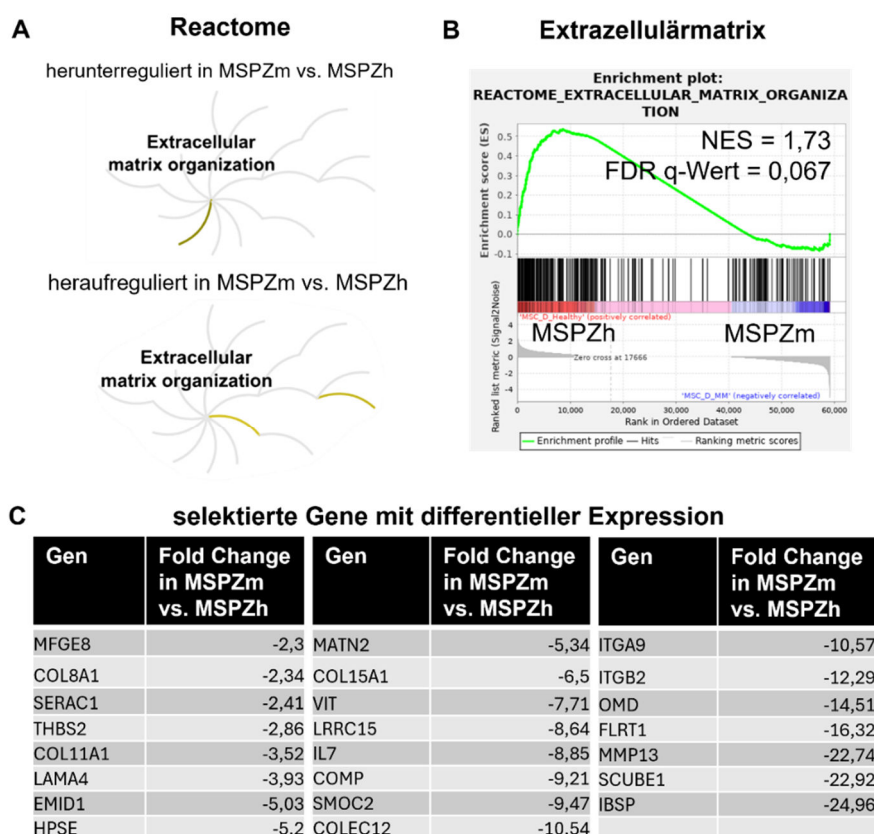 A
Reactome
herunterreguliert in MSPZm vs. MSPZh
Extracellular
matrix organization
heraufreguliert in MSPZm vs. MSPZh
Extracellular
matrix organization
B
Extrazellulärmatrix
Enrichment plot:
REACTOME_EXTRACELLULAR_MATRIX_ORGANIZA
TION
NES = 1,73
FDR q-Wert = 0,067
Enrichment score (ES)
0.5
0.4
0.3
0.2
0.1
0.0
-0.1
'MSC_D_Healthy' (positively correlated)
MSPZh
MSPZm
Zero cross at 17666
'MSC_D_MM' (negatively correlated)
Ranked list metric (Signal2Noise)
4
2
0
-2
-4
0 10,000 20,000 30,000 40,000 50,000 60,000
Rank in Ordered Dataset
Enrichment profile Hits Ranking metric scores
C
selektierte Gene mit differentieller Expression
Gen Fold Change in MSPZm vs. MSPZh Gen Fold Change in MSPZm vs. MSPZh Gen Fold Change in MSPZm vs. MSPZh
MFGE8 -2,3 MATN2 -5,34 ITGA9 -10,57
COL8A1 -2,34 COL15A1 -6,5 ITGB2 -12,29
SERAC1 -2,41 VIT -7,71 OMD -14,51
THBS2 -2,86 LRRC15 -8,64 FLRT1 -16,32
COL11A1 -3,52 IL7 -8,85 MMP13 -22,74
LAMA4 -3,93 COMP -9,21 SCUBE1 -22,92
EMID1 -5,03 SMOC2 -9,47 IBSP -24,96
HPSE -5,2 COLEC12 -10,54